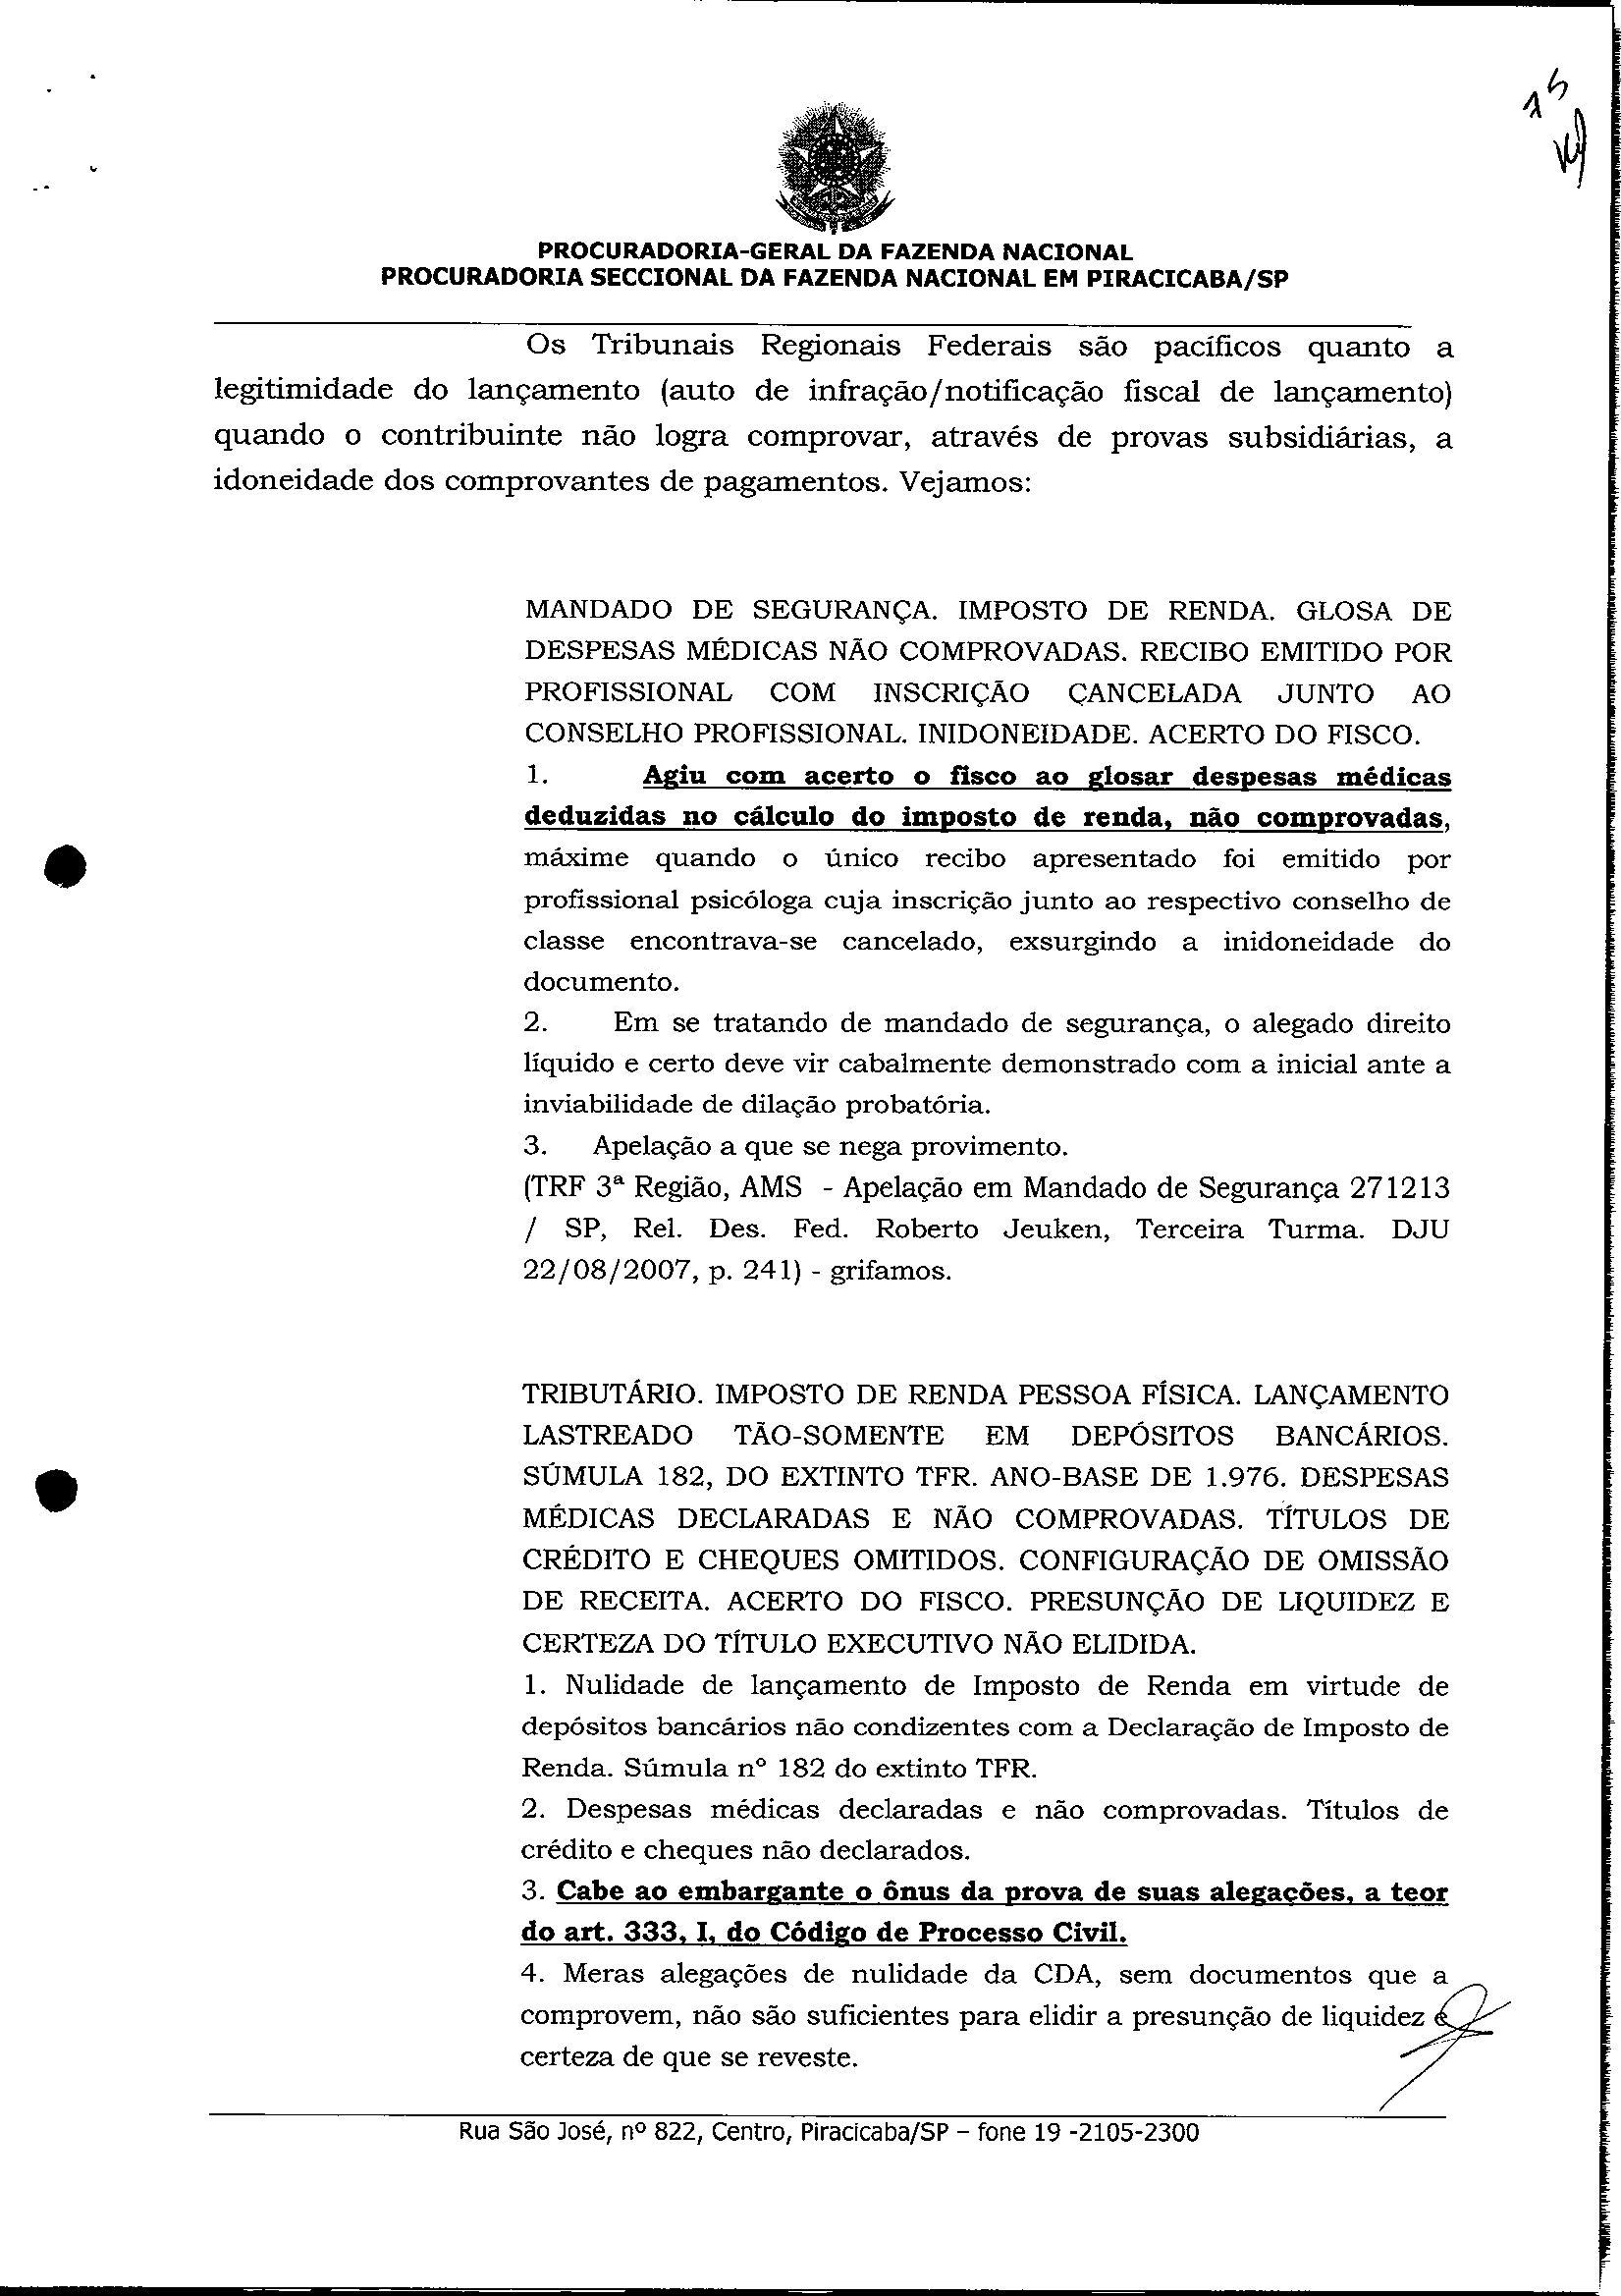 75
PROCURADORIA-GERAL DA FAZENDA NACIONAL
PROCURADORIA SECCIONAL DA FAZENDA NACIONAL EM PIRACICABA/SP
Os Tribunais Regionais Federais são pacíficos quanto a
legitimidade do lançamento (auto de infração/notificação fiscal de lançamento)
quando o contribuinte não logra comprovar, através de provas subsidiárias, a
idoneidade dos comprovantes de pagamentos. Vejamos:
MANDADO DE SEGURANÇA. IMPOSTO DE RENDA. GLOSA DE
DESPESAS MÉDICAS NÃO COMPROVADAS. RECIBO EMITIDO POR
PROFISSIONAL COM INSCRIÇÃO CANCELADA JUNTO AO
CONSELHO PROFISSIONAL. INIDONEIDADE. ACERTO DO FISCO.
1. Agiu com acerto o fisco ao glosar despesas médicas
deduzidas no cálculo do imposto de renda, não comprovadas,
máxime quando o único recibo apresentado foi emitido por
profissional psicóloga cuja inscrição junto ao respectivo conselho de
classe encontrava-se cancelado, exsurgindo a inidoneidade do
documento.
2. Em se tratando de mandado de segurança, o alegado direito
líquido e certo deve vir cabalmente demonstrado com a inicial ante a
inviabilidade de dilação probatória.
3. Apelação a que se nega provimento.
(TRF 3ª Região, AMS - Apelação em Mandado de Segurança 271213
/ SP, Rel. Des. Fed. Roberto Jeuken, Terceira Turma. DJU
22/08/2007, p. 241) - grifamos.
TRIBUTÁRIO. IMPOSTO DE RENDA PESSOA FÍSICA. LANÇAMENTO
LASTREADO TÃO-SOMENTE EM DEPÓSITOS BANCÁRIOS.
SÚMULA 182, DO EXTINTO TFR. ANO-BASE DE 1.976. DESPESAS
MÉDICAS DECLARADAS E NÃO COMPROVADAS. TÍTULOS DE
CRÉDITO E CHEQUES OMITIDOS. CONFIGURAÇÃO DE OMISSÃO
DE RECEITA. ACERTO DO FISCO. PRESUNÇÃO DE LIQUIDEZ E
CERTEZA DO TÍTULO EXECUTIVO NÃO ELIDIDA.
1. Nulidade de lançamento de Imposto de Renda em virtude de
depósitos bancários não condizentes com a Declaração de Imposto de
Renda. Súmula nº 182 do extinto TFR.
2. Despesas médicas declaradas e não comprovadas. Títulos de
crédito e cheques não declarados.
3. Cabe ao embargante o ônus da prova de suas alegações, a teor
do art. 333, I, do Código de Processo Civil.
4. Meras alegações de nulidade da CDA, sem documentos que a
comprovem, não são suficientes para elidir a presunção de liquidez e
certeza de que se reveste.
Rua São José, nº 822, Centro, Piracicaba/SP – fone 19 -2105-2300